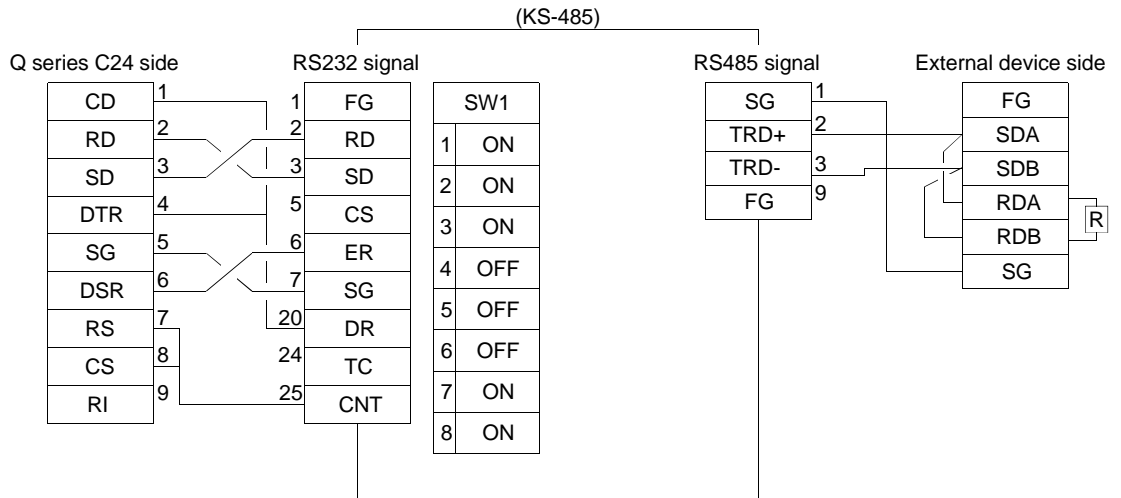 (KS-485)
Q series C24 side RS232 signal RS485 signal External device side
CD 1 1 FG SW1 SG 1 FG
RD 2 2 RD 1 ON TRD+ 2 SDA
SD 3 3 SD 2 ON TRD- 3 SDB
DTR 4 5 CS 3 ON FG 9 RDA R
SG 5 6 ER 4 OFF RDB
DSR 6 7 SG 5 OFF SG
RS 7 20 DR 6 OFF
CS 8 24 TC 7 ON
RI 9 25 CNT 8 ON